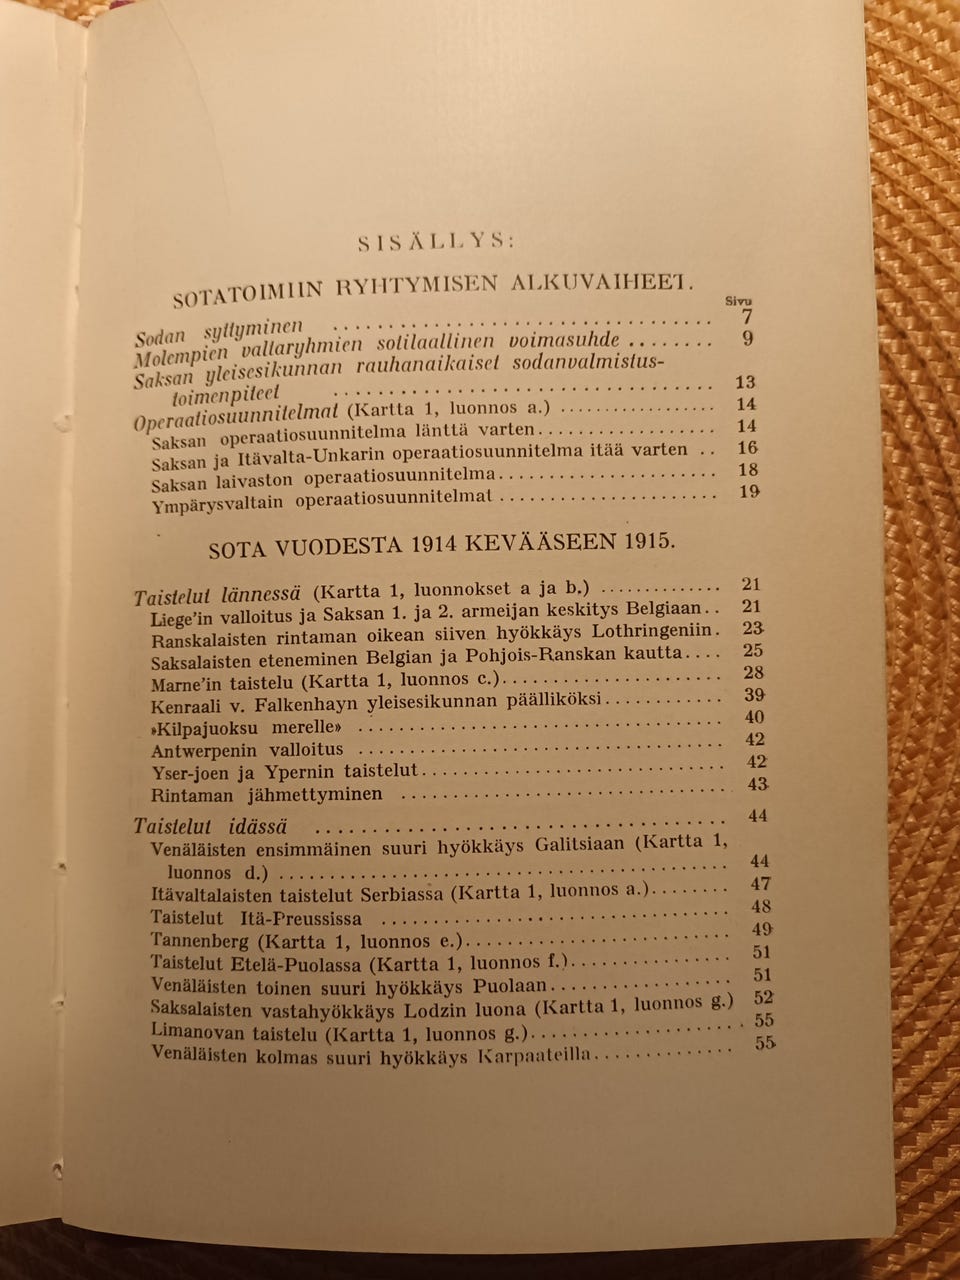 SISÄLLYS:
SOTATOIMIIN RYHTYMISEN ALKUVAIHEET.
Sivu
Sodan syttyminen ................................ 7
Molempien valtaryhmien sotilaallinen voimasuhde ........ 9
Saksan yleisesikunnan rauhanaikaiset sodanvalmistus-
toimenpiteet ................................ 13
Operaatiosuunnitelmat (Kartta 1, luonnos a.) ................ 14
Saksan operaatiosuunnitelma länttä varten................ 14
Saksan ja Itävalta-Unkarin operaatiosuunnitelma itää varten .. 16
Saksan laivaston operaatiosuunnitelma.................... 18
Ympärysvaltain operaatiosuunnitelmat .................... 19
SOTA VUODESTA 1914 KEVÄÄSEEN 1915.
Taistelut lännessä (Kartta 1, luonnokset a ja b.) ............. 21
Liege'in valloitus ja Saksan 1. ja 2. armeijan keskitys Belgiaan.. 21
Ranskalaisten rintaman oikean siiven hyökkäys Lothringeniin. 23
Saksalaisten eteneminen Belgian ja Pohjois-Ranskan kautta.... 25
Marne'in taistelu (Kartta 1, luonnos c.)..................... 28
Kenraali v. Falkenhayn yleisesikunnan päälliköksi............ 39
»Kilpajuoksu merelle» ................................ 40
Antwerpenin valloitus ................................ 42
Yser-joen ja Ypernin taistelut........................... 42
Rintaman jähmettyminen ............................ 43
Taistelut idässä ................................... 44
Venäläisten ensimmäinen suuri hyökkäys Galitsiaan (Kartta 1,
luonnos d.) ....................................... 44
Itävaltalaisten taistelut Serbiassa (Kartta 1, luonnos a.)....... 47
Taistelut Itä-Preussissa .............................. 48
Tannenberg (Kartta 1, luonnos e.)....................... 49
Taistelut Etelä-Puolassa (Kartta 1, luonnos f.).............. 51
Venäläisten toinen suuri hyökkäys Puolaan................ 51
Saksalaisten vastahyökkäys Lodzin luona (Kartta 1, luonnos g.) 52
Limanovan taistelu (Kartta 1, luonnos g.)................... 55
Venäläisten kolmas suuri hyökkäys Karpaateilla............. 55